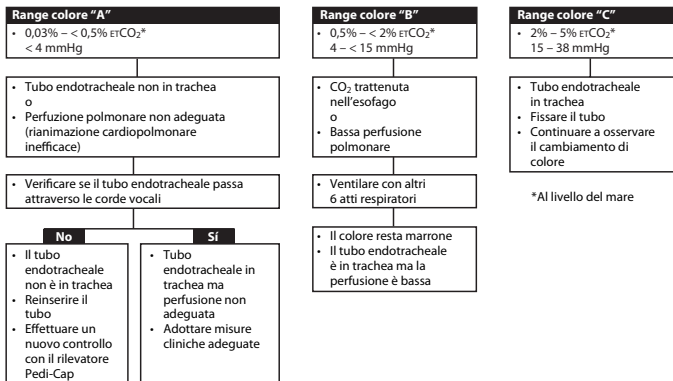 Range colore “A”
• 0,03% – < 0,5% ETCO₂*
< 4 mmHg
• Tubo endotracheale non in trachea
o
• Perfuzione polmonare non adeguata
(rianimazione cardiopolmonare
inefficace)
• Verificare se il tubo endotracheale passa
attraverso le corde vocali
No
• Il tubo
endotracheale
non è in trachea
• Reinserire il
tubo
• Effettuare un
nuovo controllo
con il rilevatore
Pedi-Cap
Sí
• Tubo
endotracheale in
trachea ma
perfusione non
adeguata
• Adottare misure
cliniche adeguate
Range colore “B”
• 0,5% – < 2% ETCO₂*
4 – < 15 mmHg
• CO₂ trattenuta
nell’esofago
o
• Bassa perfusione
polmonare
• Ventilare con altri
6 atti respiratori
• Il colore resta marrone
• Il tubo endotracheale
è in trachea ma la
perfusione è bassa
Range colore “C”
• 2% – 5% ETCO₂*
15 – 38 mmHg
• Tubo endotracheale
in trachea
• Fissare il tubo
• Continuare a osservare
il cambiamento di
colore
*Al livello del mare